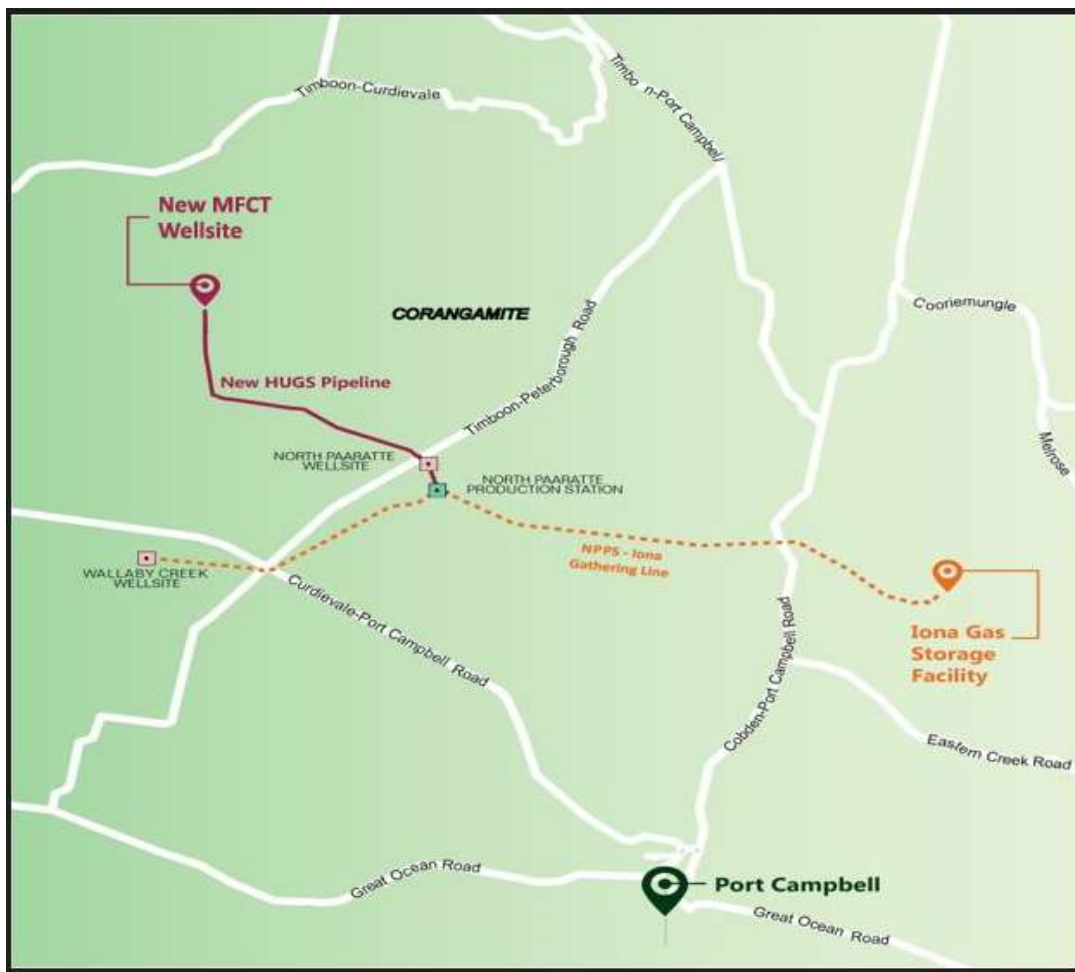 Timboon-Curdievale
Timbo n-Port Campbell
New MFCT
Wellsite
CORANGAMITE
Cooriemungle
New HUGS Pipeline
Timboon-Peterborough Road
Melrose
NORTH PAARATTE
WELLSITE
NORTH PAARATTE
PRODUCTION STATION
NPPS - Iona
Gathering Line
WALLABY CREEK
WELLSITE
Curdievale-Port Campbell Road
Iona Gas
Storage
Facility
Cobden-Port Campbell Road
Eastern Creek Road
Great Ocean Road
Port Campbell
Great Ocean Road